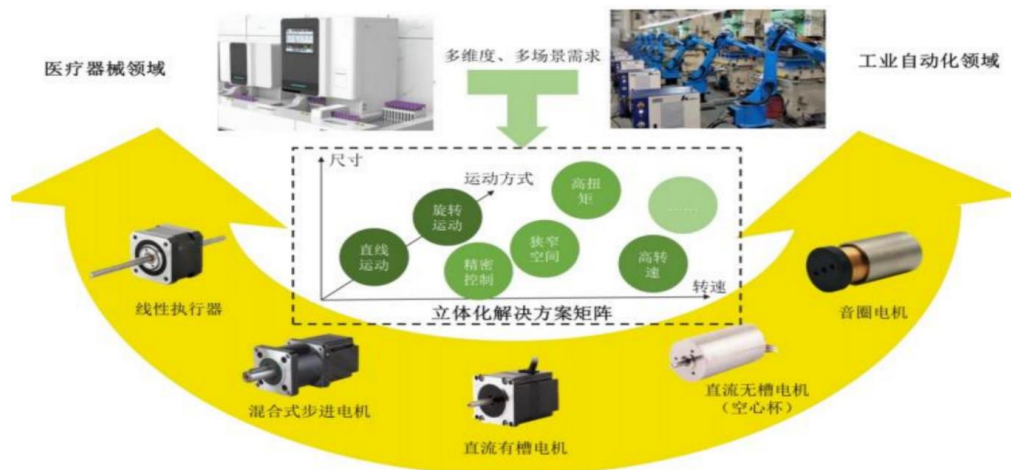 医疗器械领域
多维度、多场景需求
工业自动化领域
尺寸
运动方式
高扭
矩
旋转
运动
........
直线
运动
狭窄
空间
精密
控制
高转
速
转速
立体化解决方案矩阵
线性执行器
音圈电机
混合式步进电机
直流无槽电机
（空心杯）
直流有槽电机